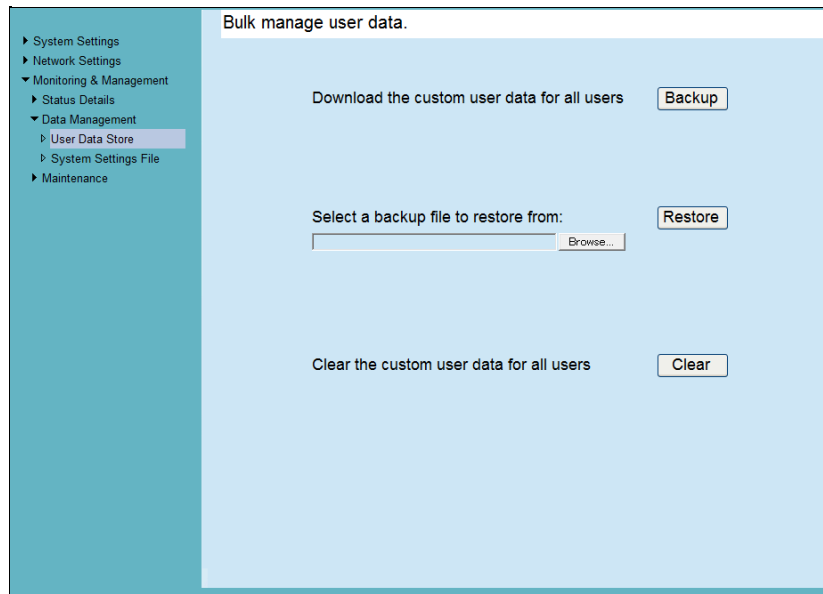 Bulk manage user data.
System Settings
Network Settings
Monitoring & Management
Status Details
Data Management
User Data Store
System Settings File
Maintenance
Download the custom user data for all users
Backup
Select a backup file to restore from:
Restore
Browse...
Clear the custom user data for all users
Clear